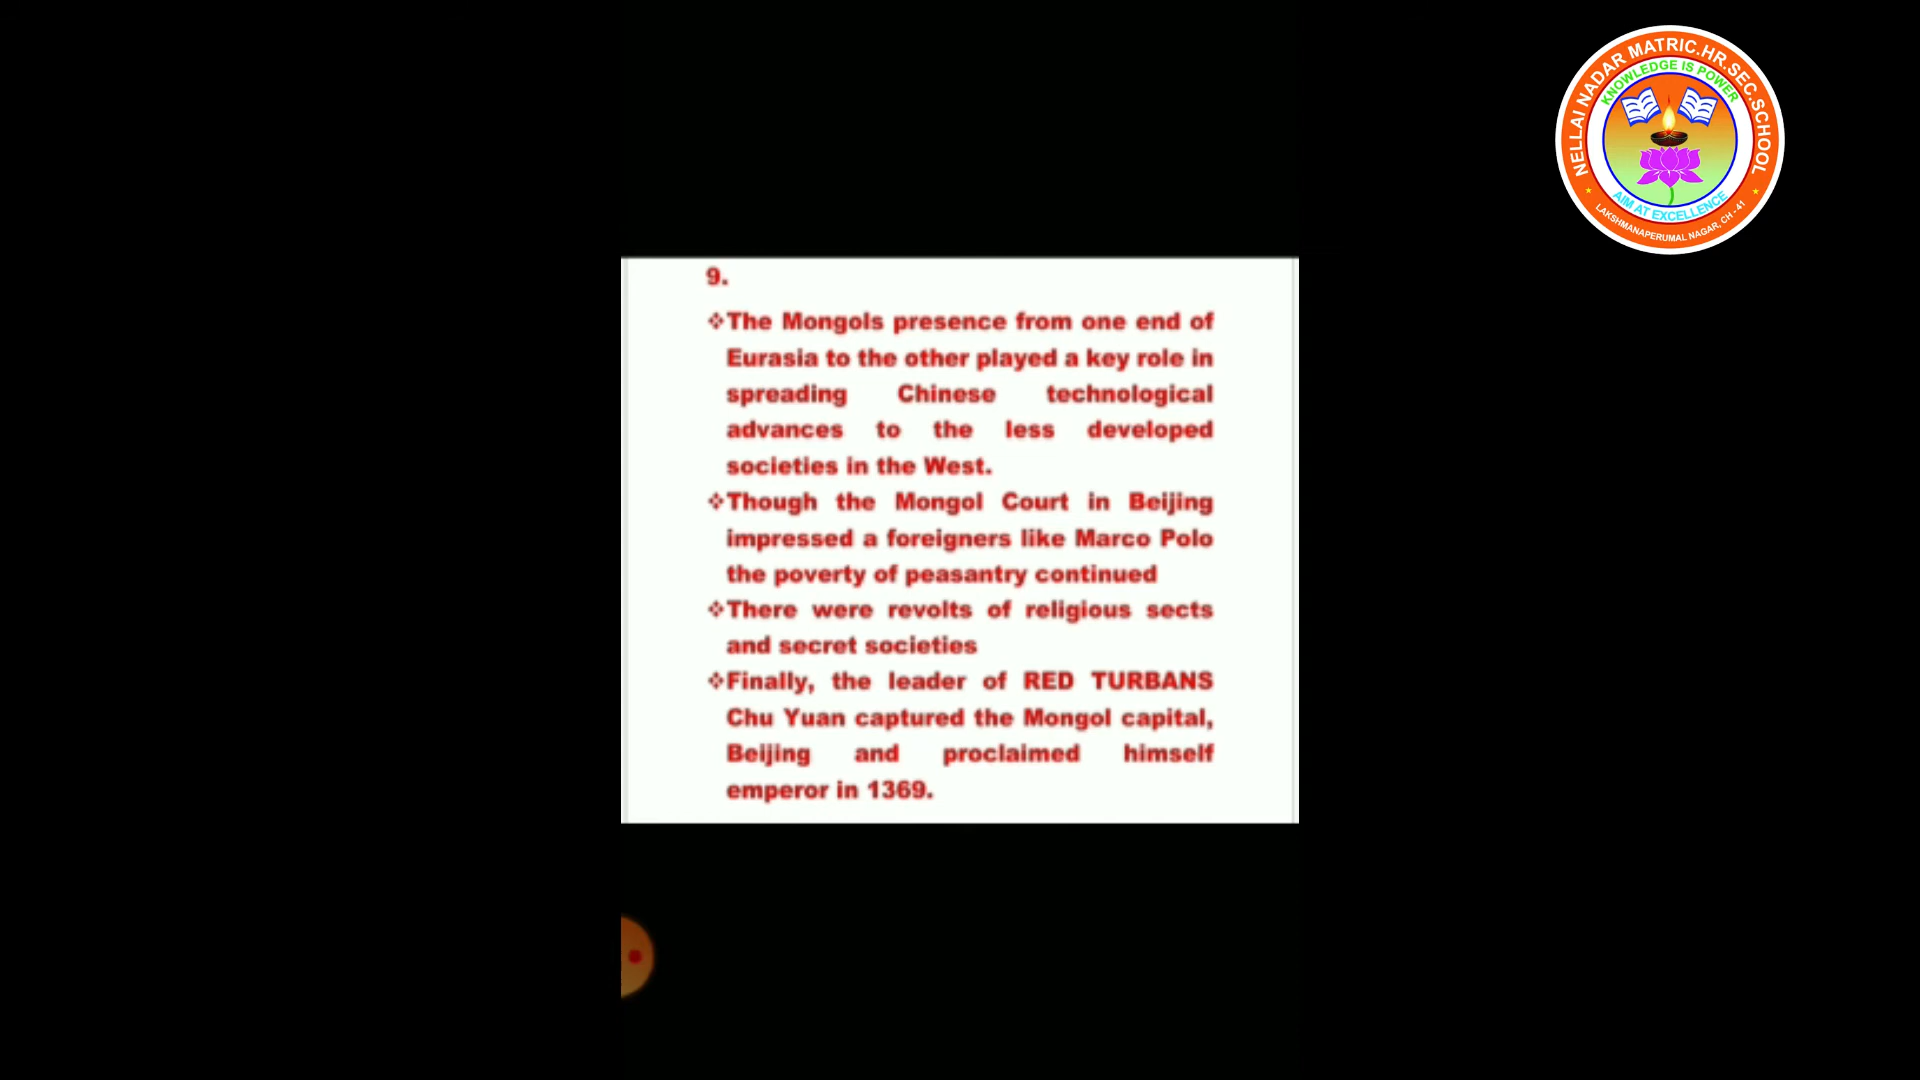 NELLAI NADAR MATRIC.HR.SEC.SCHOOL
KNOWLEDGE IS POWER
AIM AT EXCELLENCE
LAKSHMANAPERUMAL NAGAR, CH - 41
9.
❖The Mongols presence from one end of
Eurasia to the other played a key role in
spreading Chinese technological
advances to the less developed
societies in the West.
❖Though the Mongol Court in Beijing
impressed a foreigners like Marco Polo
the poverty of peasantry continued
❖There were revolts of religious sects
and secret societies
❖Finally, the leader of RED TURBANS
Chu Yuan captured the Mongol capital,
Beijing and proclaimed himself
emperor in 1369.